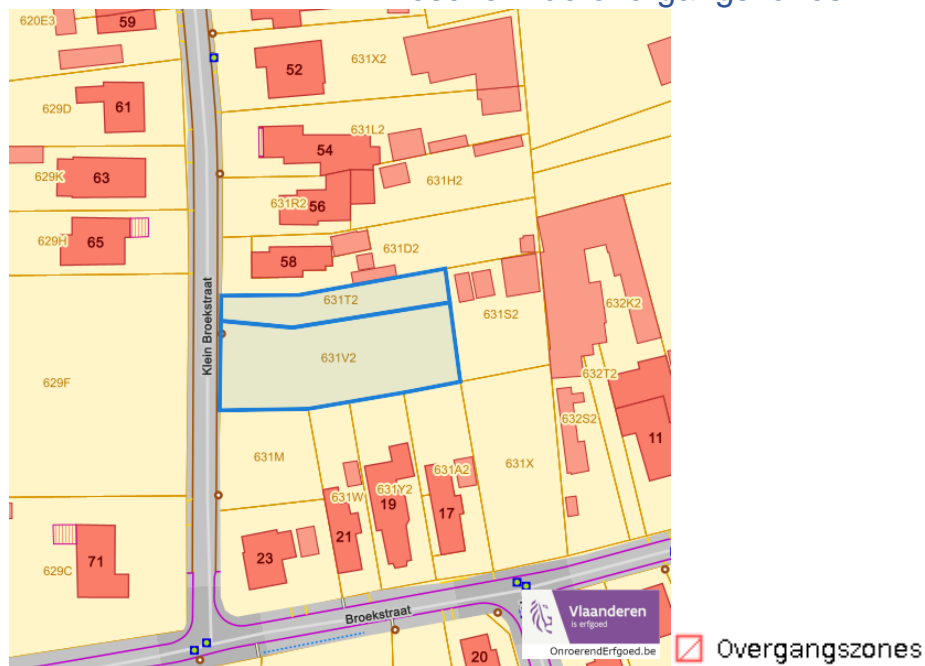 620E3
59
52
631X2
629D
61
631L2
54
629K
63
631H2
631R2
56
629H
65
58
631D2
631T2
631S2
632K2
Klein Broekstraat
631V2
629F
632T2
632S2
11
631M
631W
631Y2
631A2
631X
19
17
21
23
71
629C
Broekstraat
20
Vlaanderen
is erfgoed
OnroerendErfgoed.be
Overgangszones